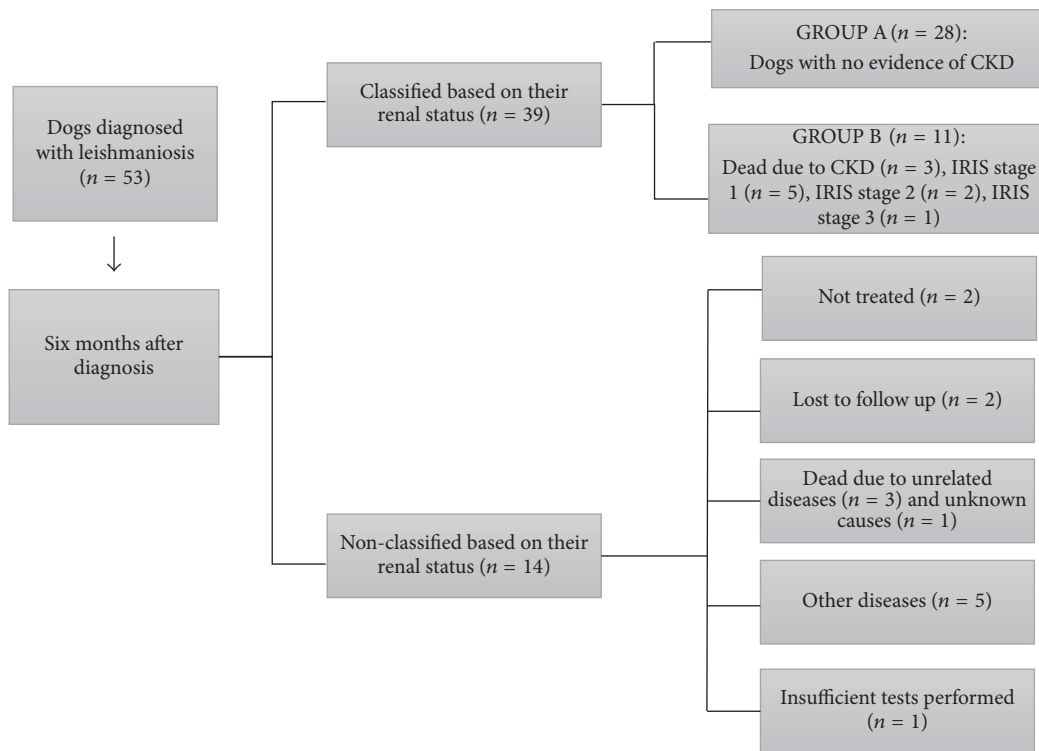 Dogs diagnosed
with leishmaniosis
(n = 53)
Six months after
diagnosis
Classified based on their
renal status (n = 39)
GROUP A (n = 28):
Dogs with no evidence of CKD
GROUP B (n = 11):
Dead due to CKD (n = 3), IRIS stage
1 (n = 5), IRIS stage 2 (n = 2), IRIS
stage 3 (n = 1)
Non-classified based on their
renal status (n = 14)
Not treated (n = 2)
Lost to follow up (n = 2)
Dead due to unrelated
diseases (n = 3) and unknown
causes (n = 1)
Other diseases (n = 5)
Insufficient tests performed
(n = 1)